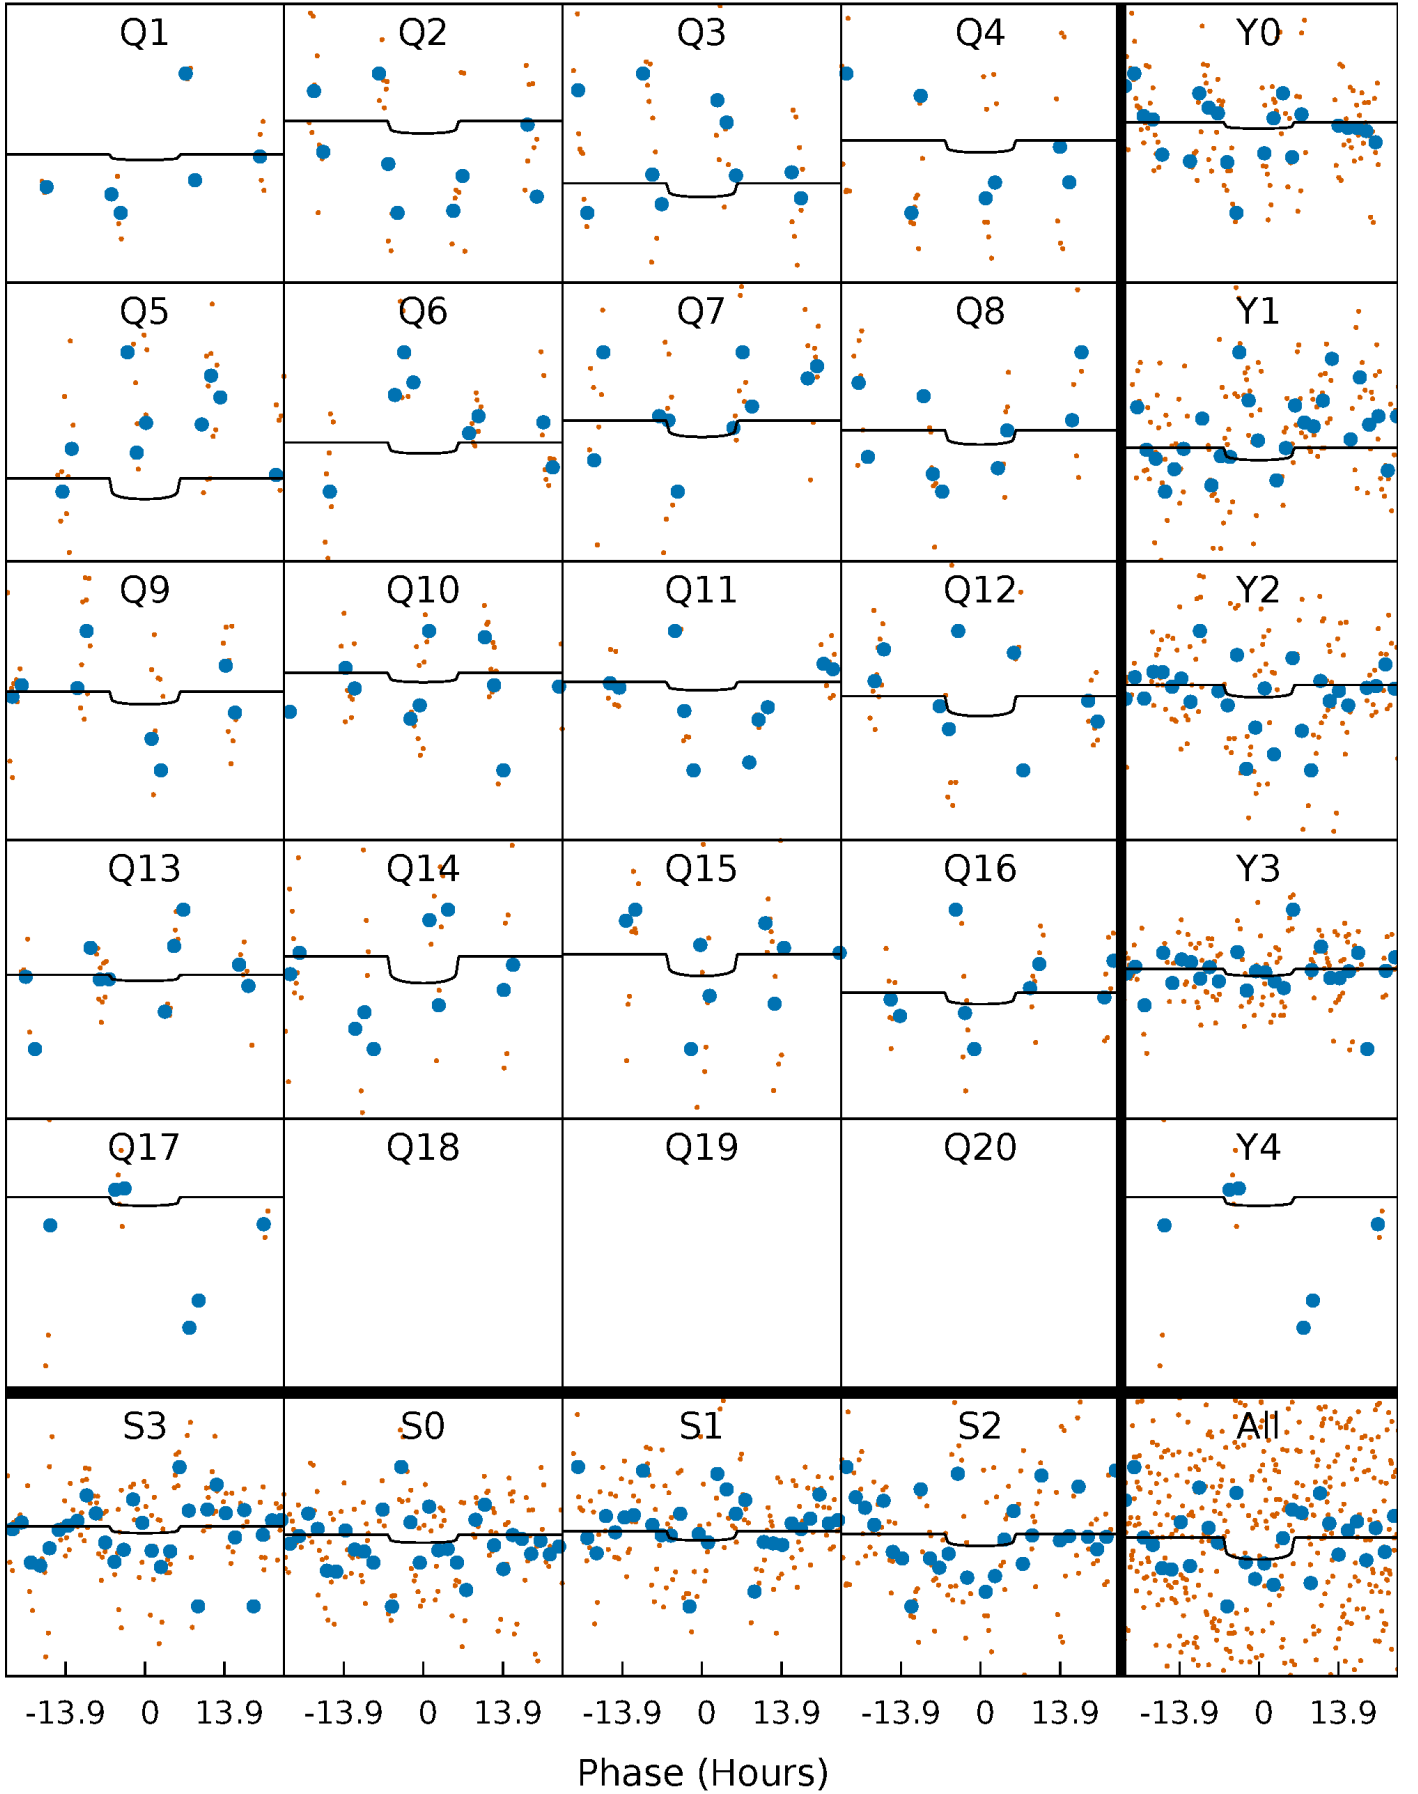 Q1 Q2 Q3 Q4 Y0
Q5 Q6 Q7 Q8 Y1
Q9 Q10 Q11 Q12 Y2
Q13 Q14 Q15 Q16 Y3
Q17 Q18 Q19 Q20 Y4
S3 S0 S1 S2 All
-13.9 0 13.9 -13.9 0 13.9 -13.9 0 13.9 -13.9 0 13.9 -13.9 0 13.9
Phase (Hours)